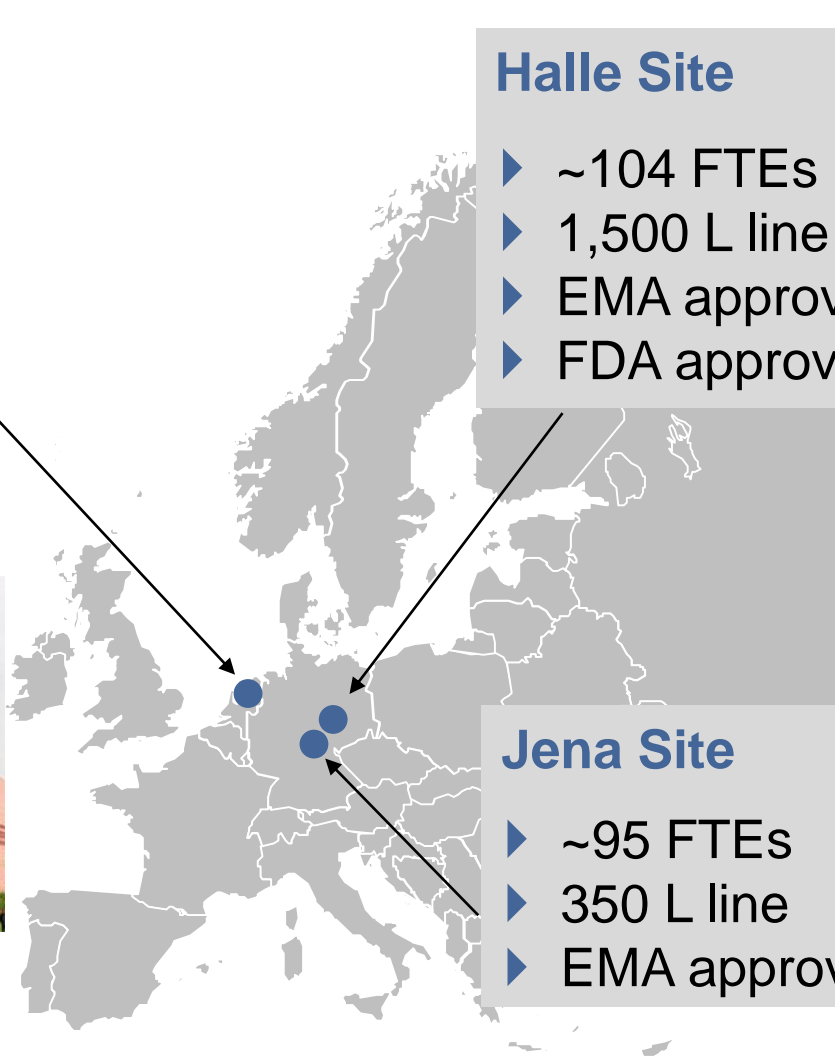 Halle Site
~104 FTEs
1,500 L line
EMA approv
FDA approv
Jena Site
~95 FTEs
350 L line
EMA approv